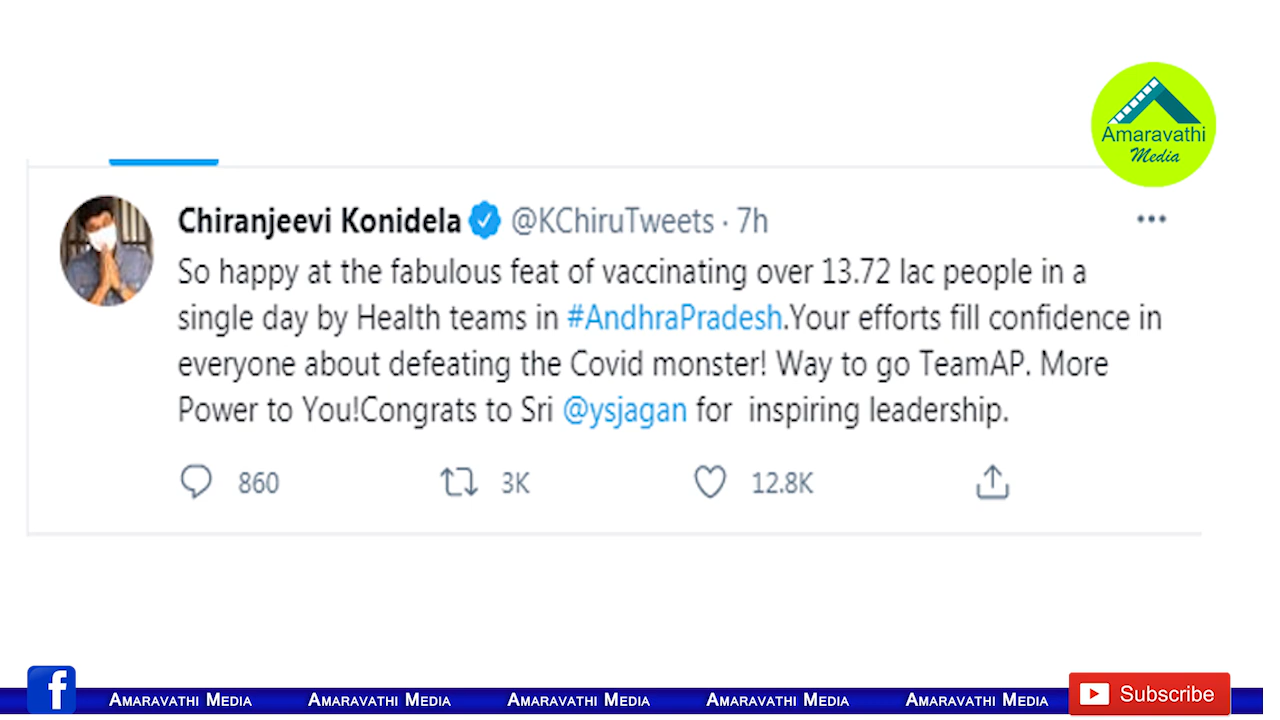 Amaravathi
Media
Chiranjeevi Konidela @KChiruTweets · 7h
So happy at the fabulous feat of vaccinating over 13.72 lac people in a
single day by Health teams in #AndhraPradesh.Your efforts fill confidence in
everyone about defeating the Covid monster! Way to go TeamAP. More
Power to You!Congrats to Sri @ysjagan for  inspiring leadership.
860 3K 12.8K
f Amaravathi Media Amaravathi Media Amaravathi Media Amaravathi Media Amaravathi Media Subscribe